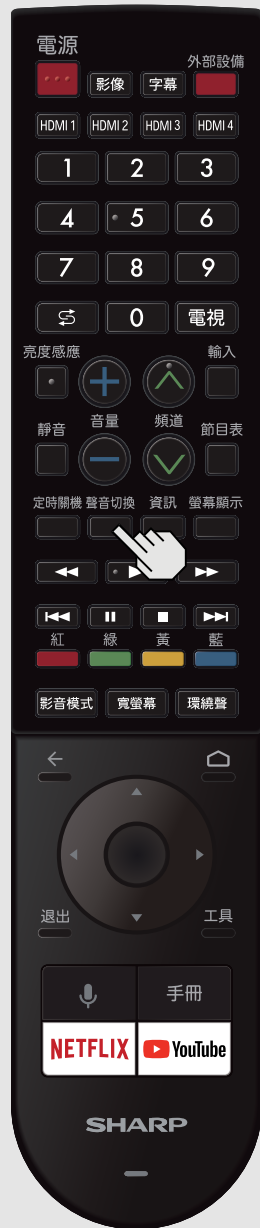 電源
外部設備
影像 字幕
HDMI 1 HDMI 2 HDMI 3 HDMI 4
1 2 3
4 5 6
7 8 9
0 電視
亮度感應 輸入
音量 頻道
靜音 節目表
定時關機 聲音切換 資訊 螢幕顯示
紅 綠 黃 藍
影音模式 寬螢幕 環繞聲
退出 工具
手冊
NETFLIX YouTube
SHARP